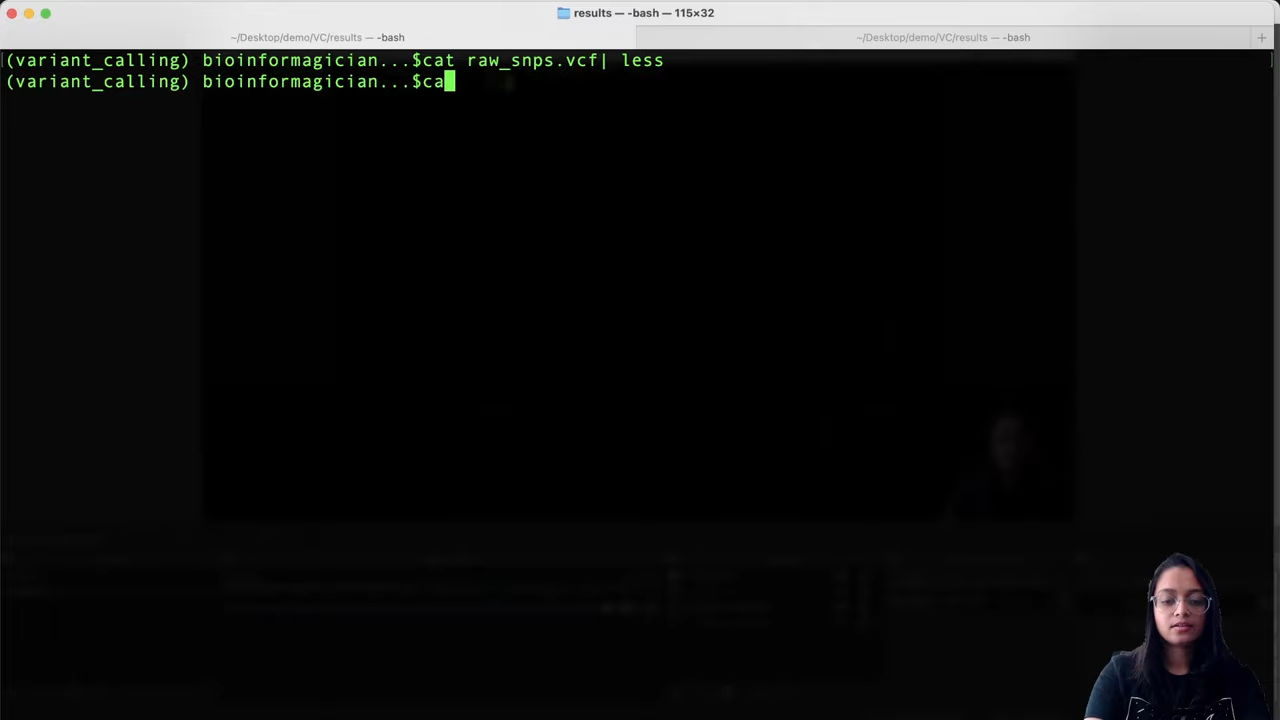 results — -bash — 115×32
~/Desktop/demo/VC/results — -bash
~/Desktop/demo/VC/results — -bash
+
(variant_calling) bioinformagician...$cat raw_snps.vcf| less
(variant_calling) bioinformagician...$ca